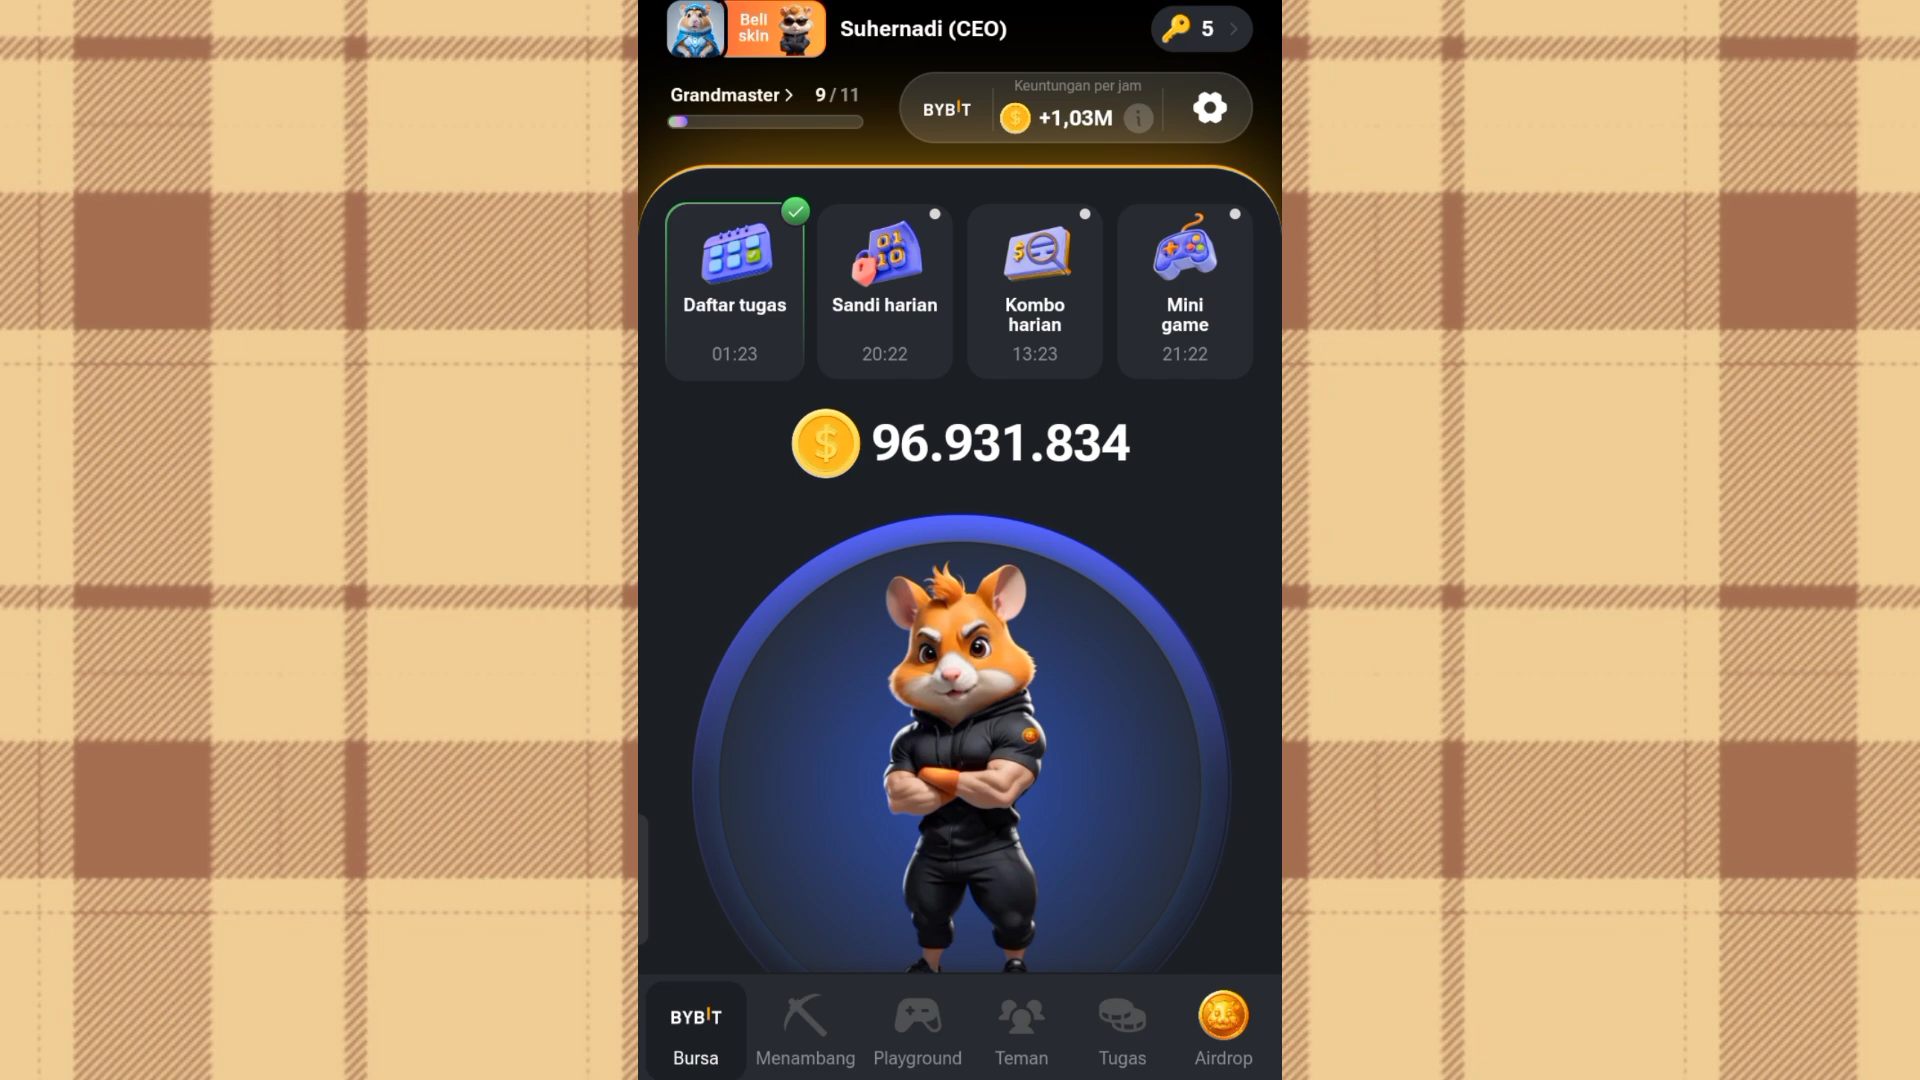 Beli
skin
Suhernadi (CEO)
5
Grandmaster
9 / 11
BYBIT
Keuntungan per jam
+1,03M
Daftar tugas
01:23
Sandi harian
20:22
Kombo
harian
13:23
Mini
game
21:22
96.931.834
BYBIT
Bursa
Menambang
Playground
Teman
Tugas
Airdrop